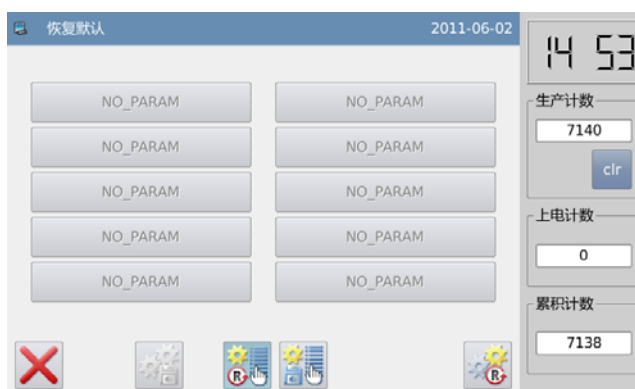 恢复默认 2011-06-02
14 53
NO_PARAM NO_PARAM
NO_PARAM NO_PARAM
NO_PARAM NO_PARAM
NO_PARAM NO_PARAM
NO_PARAM NO_PARAM
生产计数
7140
clr
上电计数
0
累积计数
7138
R
R